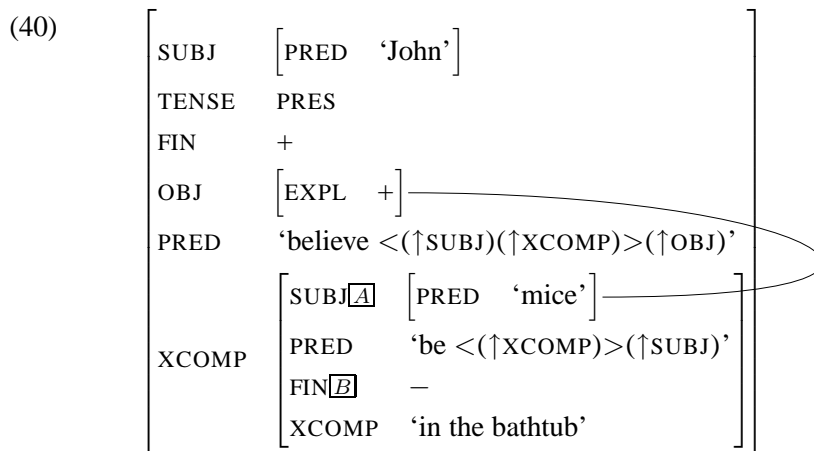 (40)
SUBJ [PRED ‘John’]
TENSE PRES
FIN +
OBJ [EXPL +]
PRED ‘believe <(↑SUBJ)(↑XCOMP)>(↑OBJ)’
SUBJ A [PRED ‘mice’]
PRED ‘be <(↑XCOMP)>(↑SUBJ)’
XCOMP
FIN B −
XCOMP ‘in the bathtub’